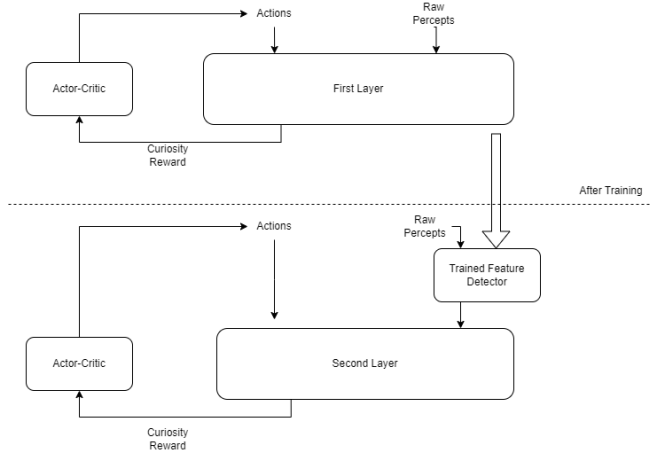 Actions
Raw
Percepts
Actor-Critic
First Layer
Curiosity
Reward
After Training
Actions
Raw
Percepts
Trained Feature
Detector
Actor-Critic
Second Layer
Curiosity
Reward